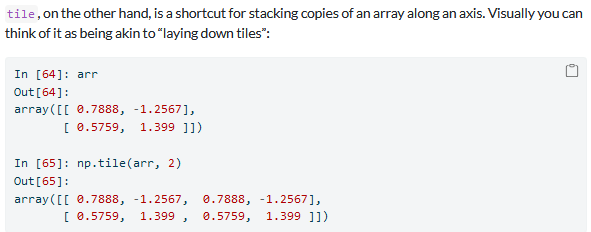 tile, on the other hand, is a shortcut for stacking copies of an array along an axis. Visually you can
think of it as being akin to “laying down tiles”:
In [64]: arr
Out[64]:
array([[ 0.7888, -1.2567],
       [ 0.5759,  1.399 ]])
In [65]: np.tile(arr, 2)
Out[65]:
array([[ 0.7888, -1.2567,  0.7888, -1.2567],
       [ 0.5759,  1.399 ,  0.5759,  1.399 ]])